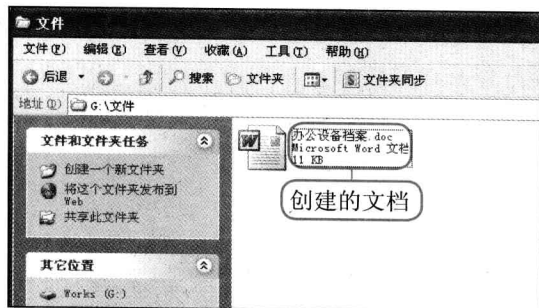 文件
文件(F) 编辑(E) 查看(V) 收藏(A) 工具(T) 帮助(H)
后退 搜索 文件夹 文件夹同步
地址(D) G:\文件
文件和文件夹任务
创建一个新文件夹
将这个文件夹发布到
Web
共享此文件夹
其它位置
Works (G:)
办公设备档案.doc
Microsoft Word 文档
11 KB
创建的文档